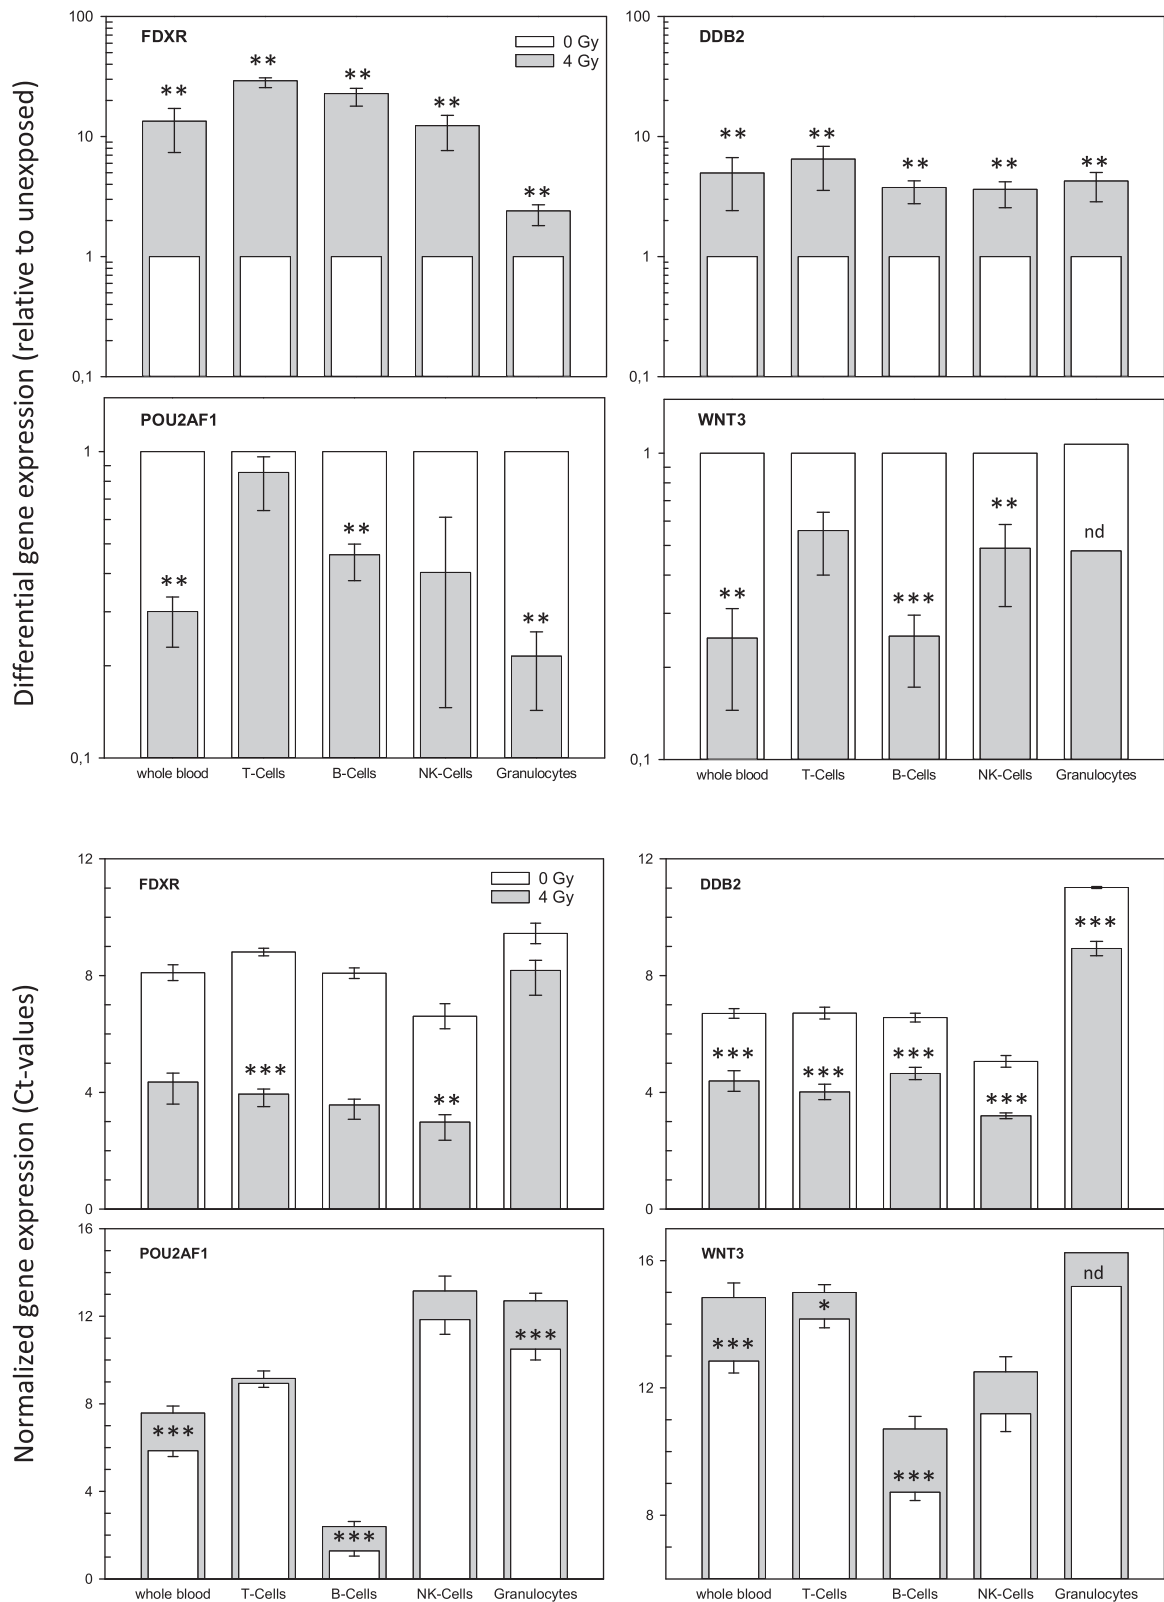 Differential gene expression (relative to unexposed)
FDXR
0 Gy
4 Gy
100
10
1
0,1
** ** ** ** **
DDB2
100
10
1
0,1
** ** ** ** **
POU2AF1
1
0,1
** ** **
whole blood T-Cells B-Cells NK-Cells Granulocytes
WNT3
1
0,1
** *** ** nd
whole blood T-Cells B-Cells NK-Cells Granulocytes
Normalized gene expression (Ct-values)
FDXR
0 Gy
4 Gy
12
8
4
0
*** **
DDB2
12
8
4
0
*** *** *** *** ***
POU2AF1
16
12
8
4
0
*** *** ***
whole blood T-Cells B-Cells NK-Cells Granulocytes
WNT3
16
12
8
*** * *** nd
whole blood T-Cells B-Cells NK-Cells Granulocytes